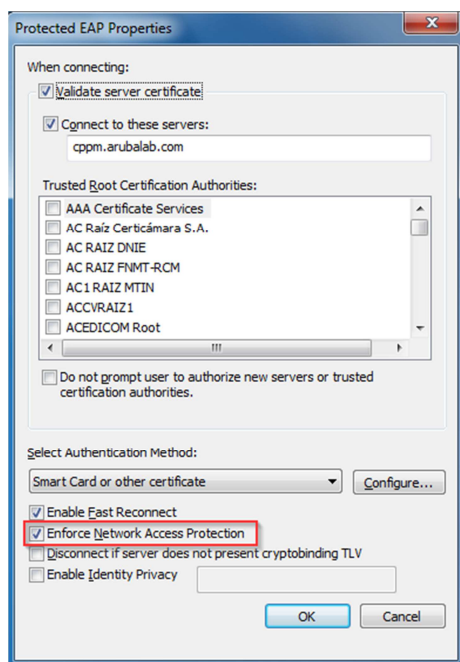 Protected EAP Properties
When connecting:
Validate server certificate
Connect to these servers:
cppm.arubalab.com
Trusted Root Certification Authorities:
AAA Certificate Services
AC Raíz Certicámara S.A.
AC RAIZ DNIE
AC RAIZ FNMT-RCM
AC1 RAIZ MTIN
ACCVRAIZ1
ACEDICOM Root
Do not prompt user to authorize new servers or trusted
certification authorities.
Select Authentication Method:
Smart Card or other certificate
Configure...
Enable Fast Reconnect
Enforce Network Access Protection
Disconnect if server does not present cryptobinding TLV
Enable Identity Privacy
OK Cancel